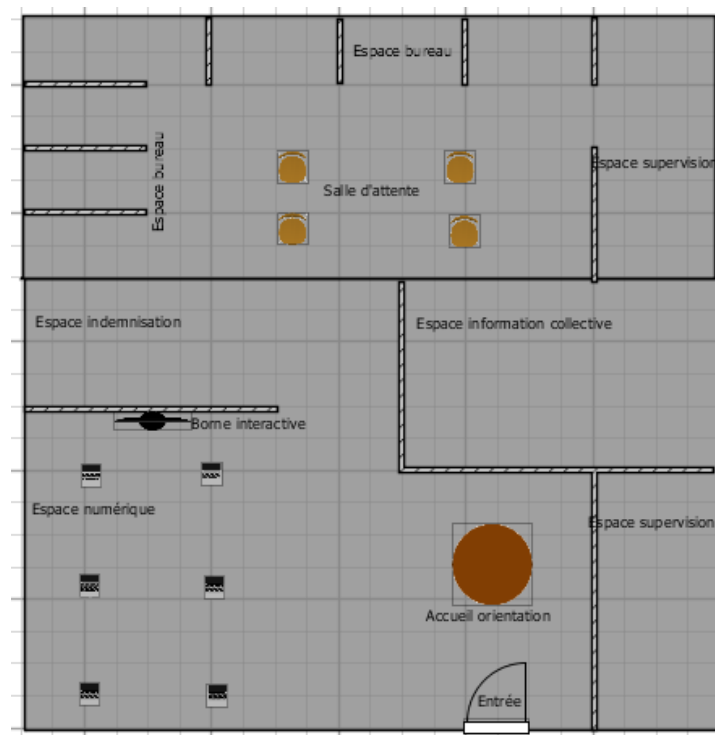 Espace bureau
Espace bureau
Espace supervision
Salle d'attente
Espace indemnisation
Espace information collective
Borne interactive
Espace numérique
Espace supervision
Accueil orientation
Entrée